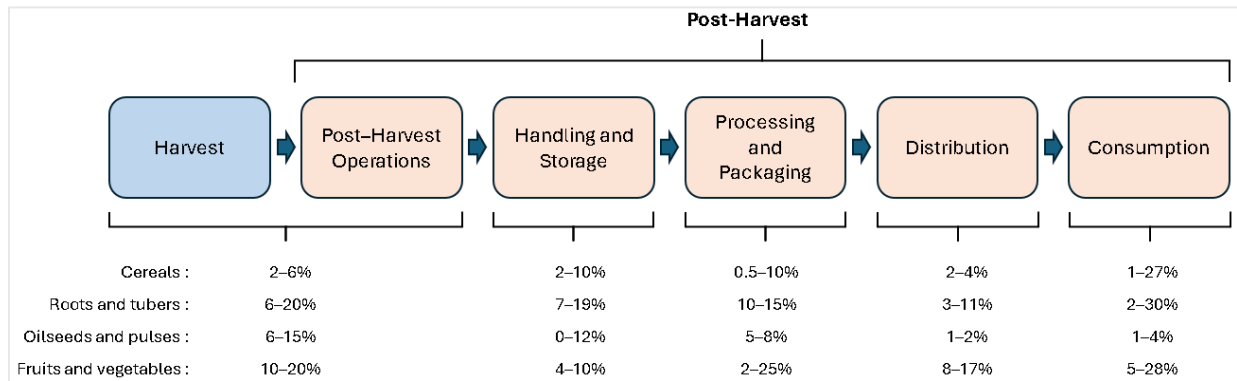 Post-Harvest
Harvest
Post–Harvest
Operations
Handling and
Storage
Processing
and
Packaging
Distribution
Consumption
Cereals : 2–6% 2–10% 0.5–10% 2–4% 1–27%
Roots and tubers : 6–20% 7–19% 10–15% 3–11% 2–30%
Oilseeds and pulses : 6–15% 0–12% 5–8% 1–2% 1–4%
Fruits and vegetables : 10–20% 4–10% 2–25% 8–17% 5–28%